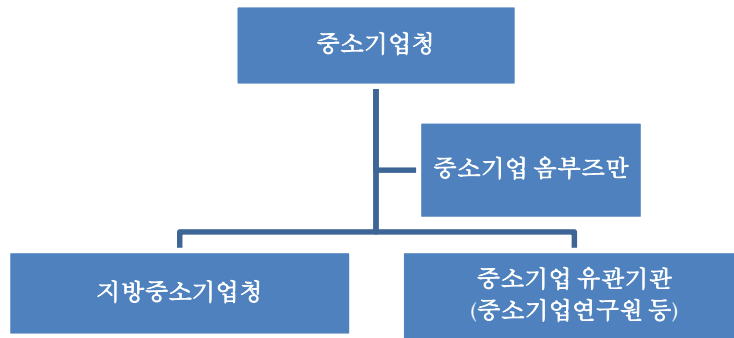 중소기업청
중소기업 옴부즈만
지방중소기업청
중소기업 유관기관
(중소기업연구원 등)